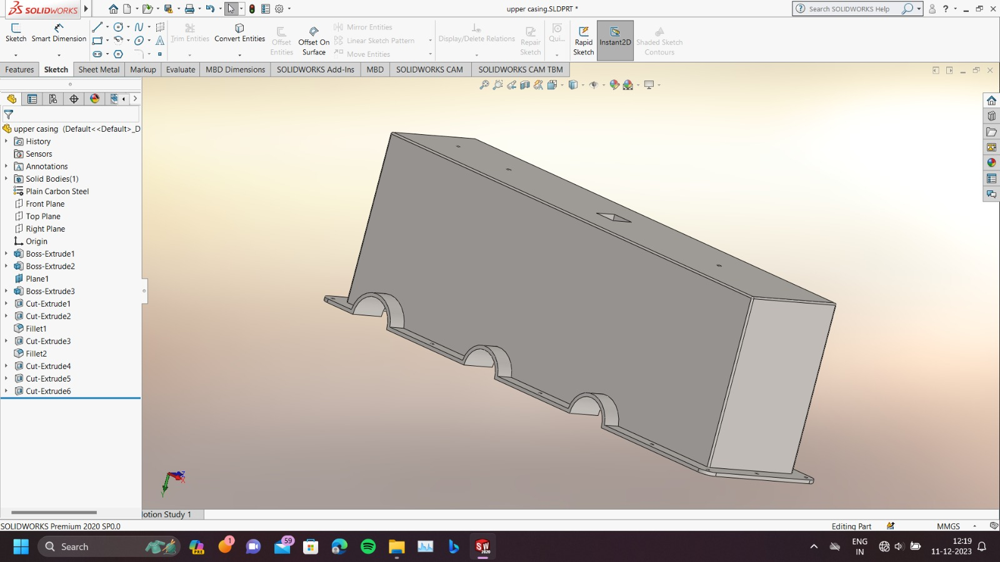 SOLIDWORKS
upper casing.SLDPRT *
Search SOLIDWORKS Help
?
Sketch
Smart Dimension
Trim Entities
Convert Entities
Offset Entities
Offset On Surface
Mirror Entities
Linear Sketch Pattern
Move Entities
Display/Delete Relations
Repair Sketch
Qui...
Rapid Sketch
Instant2D
Shaded Sketch Contours
Features
Sketch
Sheet Metal
Markup
Evaluate
MBD Dimensions
SOLIDWORKS Add-Ins
MBD
SOLIDWORKS CAM
SOLIDWORKS CAM TBM
upper casing (Default<<Default>_D
History
Sensors
Annotations
Solid Bodies(1)
Plain Carbon Steel
Front Plane
Top Plane
Right Plane
Origin
Boss-Extrude1
Boss-Extrude2
Plane1
Boss-Extrude3
Cut-Extrude1
Cut-Extrude2
Fillet1
Cut-Extrude3
Fillet2
Cut-Extrude4
Cut-Extrude5
Cut-Extrude6
Z
X
Y
otion Study 1
SOLIDWORKS Premium 2020 SP0.0
Editing Part
MMGS
Search
PRE
1
59
SW
2020
ENG
IN
12:19
11-12-2023